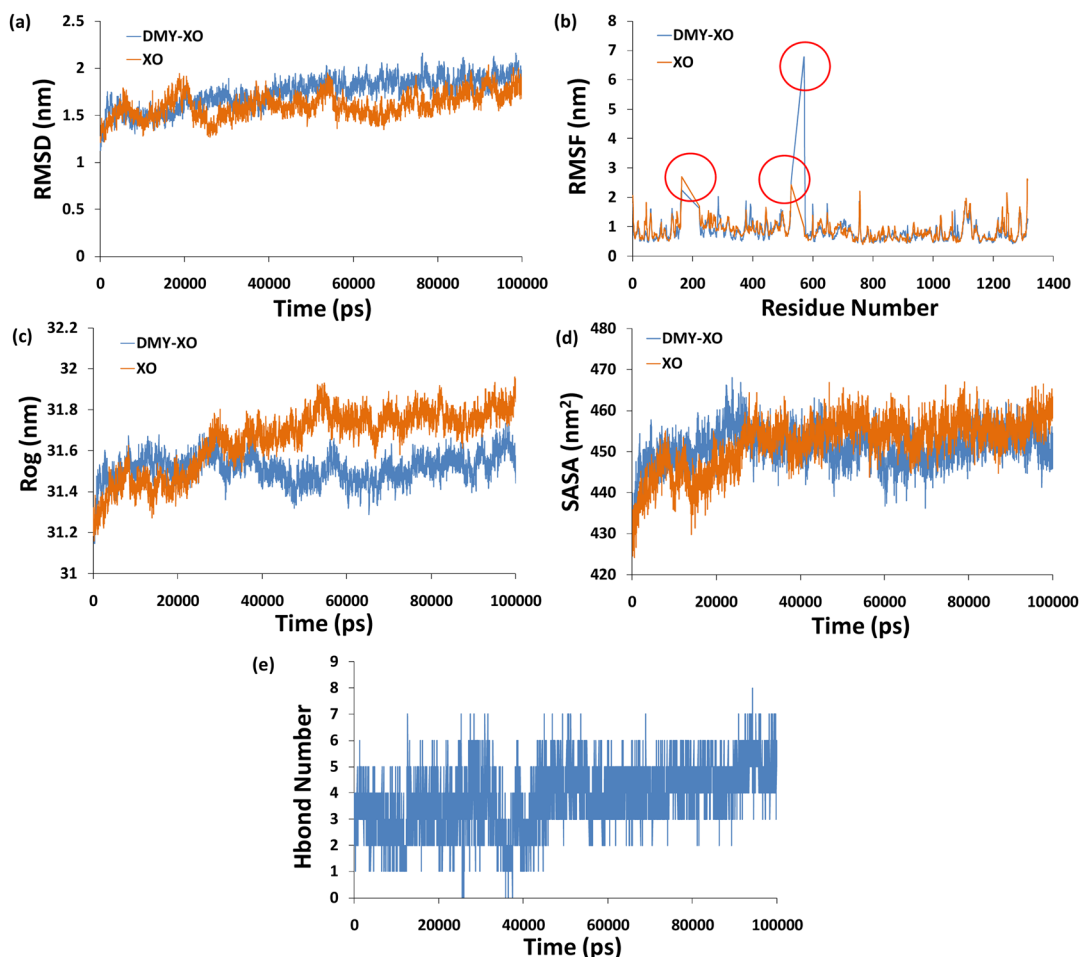 (a)
RMSD (nm)
2.5
2
1.5
1
0.5
0
DMY-XO
XO
0 20000 40000 60000 80000 100000
Time (ps)
(b)
RMSF (nm)
8
7
6
5
4
3
2
1
0
DMY-XO
XO
0 200 400 600 800 1000 1200 1400
Residue Number
(c)
Rog (nm)
32.2
32
31.8
31.6
31.4
31.2
31
DMY-XO
XO
0 20000 40000 60000 80000 100000
Time (ps)
(d)
SASA (nm²)
480
470
460
450
440
430
420
DMY-XO
XO
0 20000 40000 60000 80000 100000
Time (ps)
(e)
Hbond Number
9
8
7
6
5
4
3
2
1
0
0 20000 40000 60000 80000 100000
Time (ps)